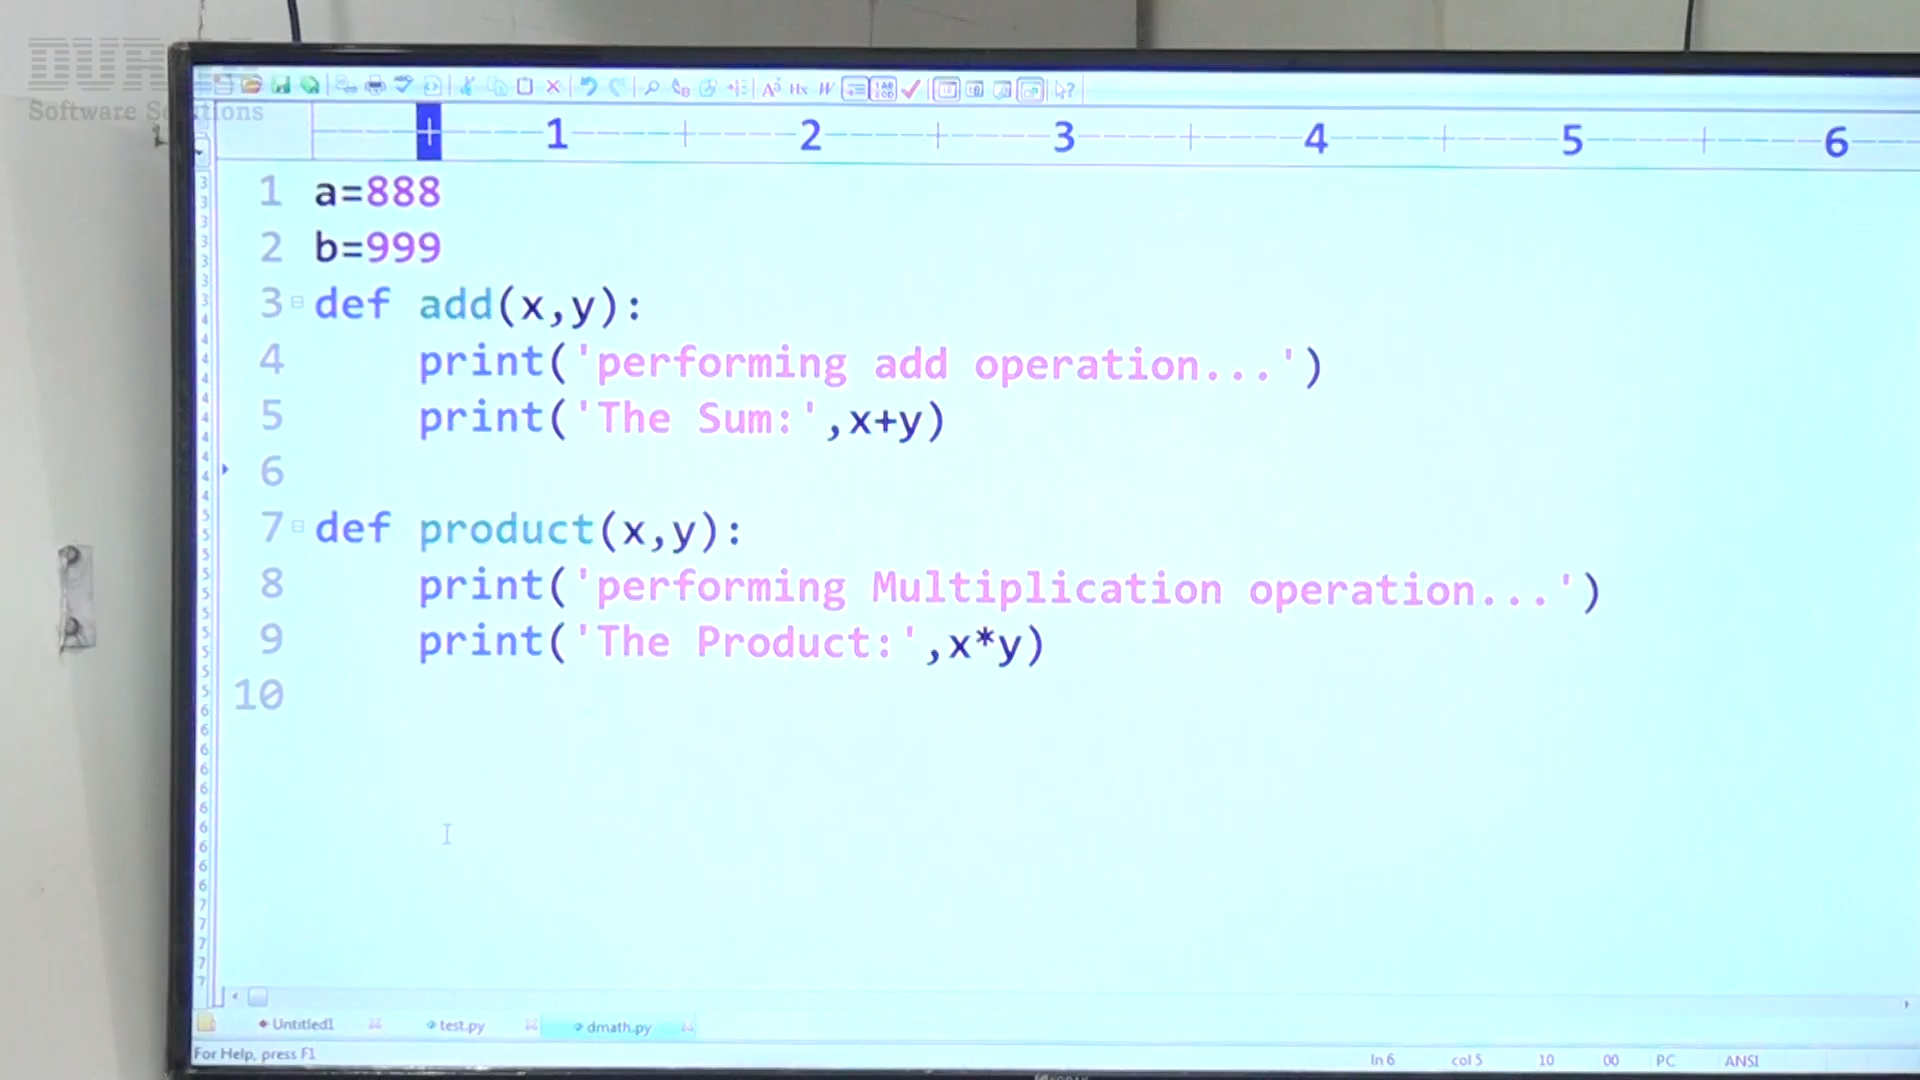 Software Solutions
1 2 3 4 5 6
1 a=888
2 b=999
3 def add(x,y):
4 print('performing add operation...')
5 print('The Sum:',x+y)
6
7 def product(x,y):
8 print('performing Multiplication operation...')
9 print('The Product:',x*y)
10
Untitled1 test.py dmath.py
For Help, press F1 ln 6 col 5 10 00 PC ANSI